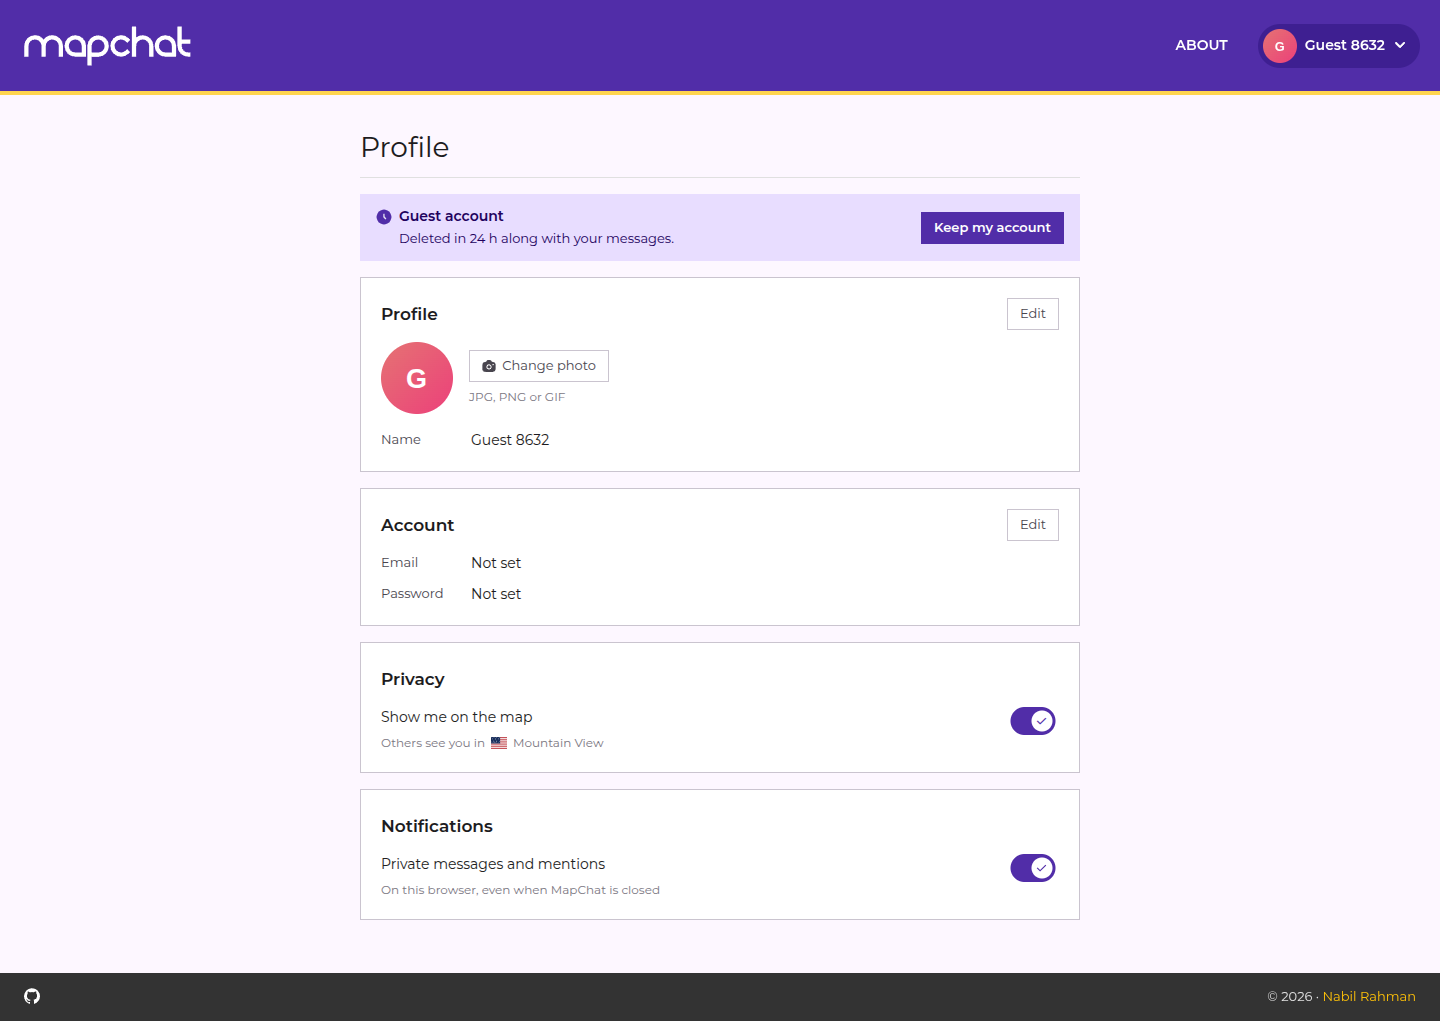 mapchat
ABOUT
G
Guest 8632
Profile
Guest account
Deleted in 24 h along with your messages.
Keep my account
Profile
Edit
G
Change photo
JPG, PNG or GIF
Name
Guest 8632
Account
Edit
Email
Not set
Password
Not set
Privacy
Show me on the map
Others see you in Mountain View
Notifications
Private messages and mentions
On this browser, even when MapChat is closed
© 2026 · Nabil Rahman